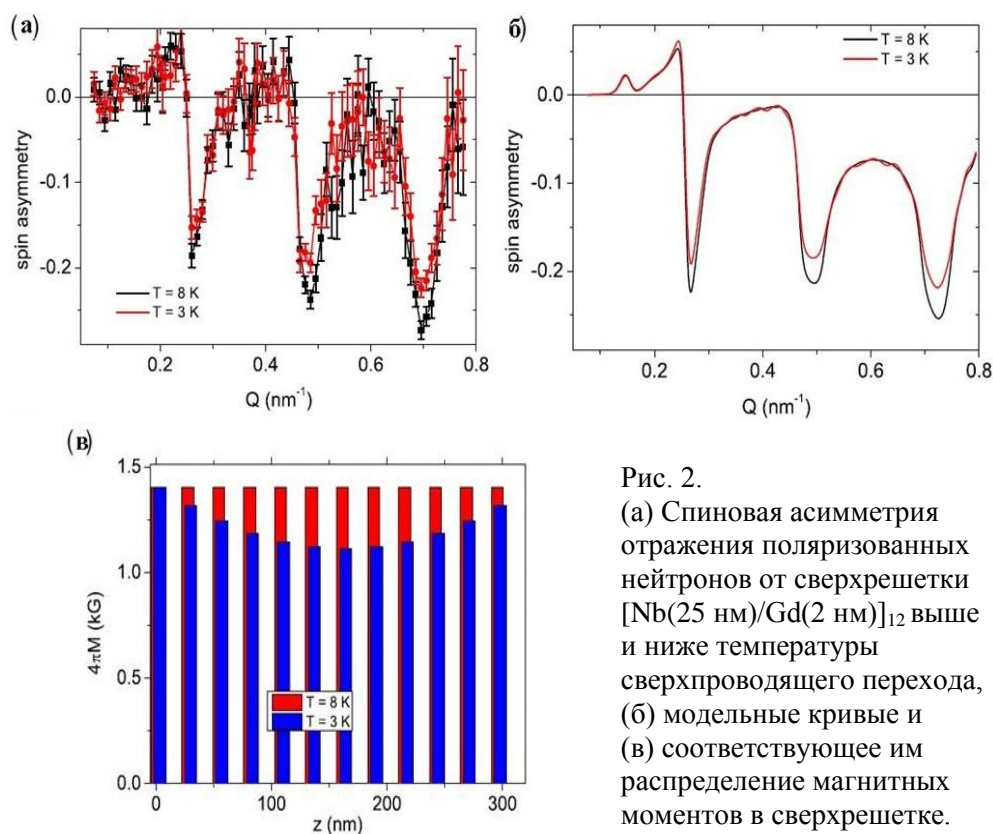 (а)
T = 8 K
T = 3 K
spin asymmetry
0.0
-0.1
-0.2
0.2
0.4
0.6
0.8
Q (nm⁻¹)
б)
T = 8 K
T = 3 K
spin asymmetry
0.0
-0.1
-0.2
0.2
0.4
0.6
0.8
Q (nm⁻¹)
(в)
4πM (kG)
1.5
1.0
0.5
0.0
T = 8 K
T = 3 K
0
100
200
300
z (nm)
Рис. 2.
(а) Спиновая асимметрия
отражения поляризованных
нейтронов от сверхрешетки
[Nb(25 нм)/Gd(2 нм)]₁₂ выше
и ниже температуры
сверхпроводящего перехода,
(б) модельные кривые и
(в) соответствующее им
распределение магнитных
моментов в сверхрешетке.